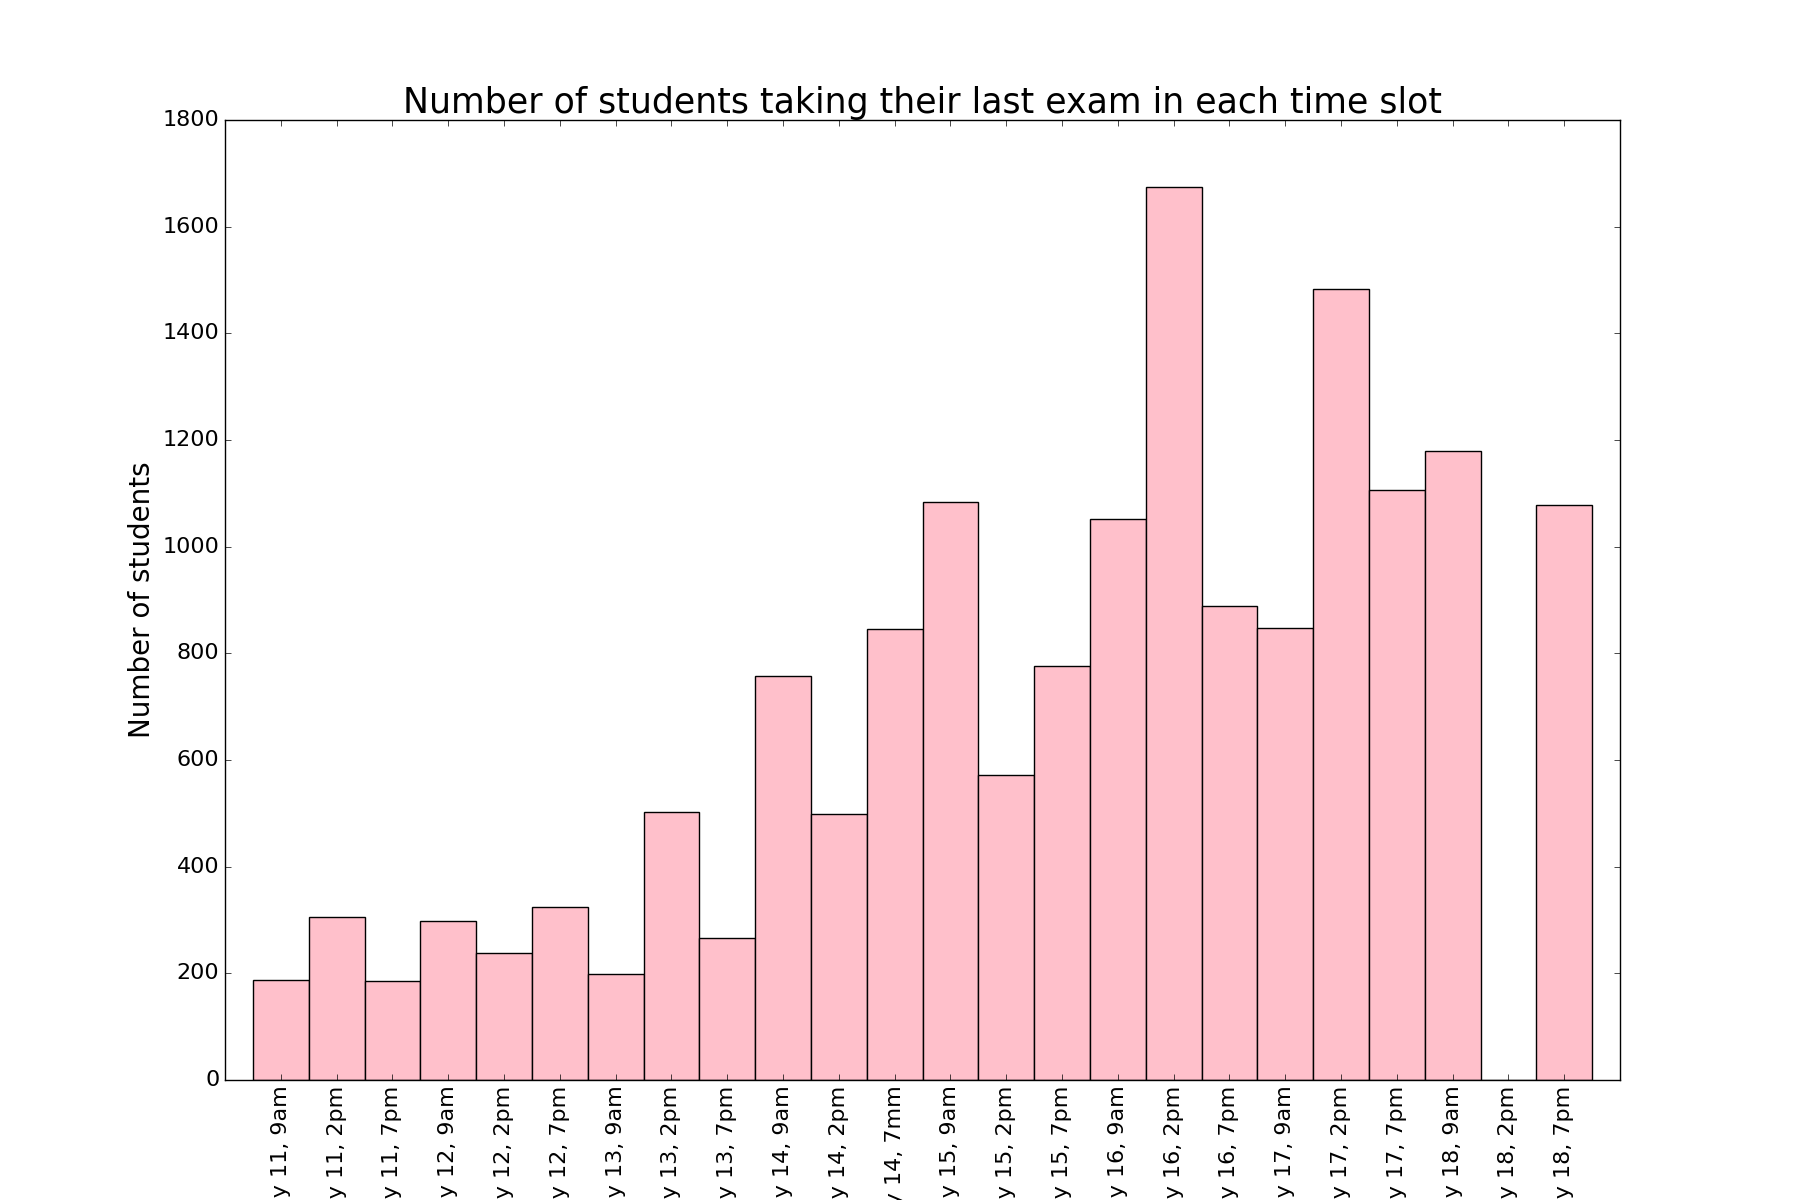 Number of students taking their last exam in each time slot
1800
1600
1400
1200
1000
800
600
400
200
0
Number of students
y 11, 9am
y 11, 2pm
y 11, 7pm
y 12, 9am
y 12, 2pm
y 12, 7pm
y 13, 9am
y 13, 2pm
y 13, 7pm
y 14, 9am
y 14, 2pm
y 14, 7mm
y 15, 9am
y 15, 2pm
y 15, 7pm
y 16, 9am
y 16, 2pm
y 16, 7pm
y 17, 9am
y 17, 2pm
y 17, 7pm
y 18, 9am
y 18, 2pm
y 18, 7pm